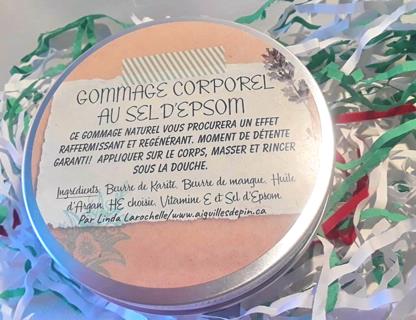 GOMMAGE CORPOREL
AU SEL D'EPSOM
CE GOMMAGE NATUREL VOUS PROCURERA UN EFFET
RAFFERMISSANT ET REGÉNÉRANT. MOMENT DE DÉTENTE
GARANTI! APPLIQUER SUR LE CORPS, MASSER ET RINCER
SOUS LA DOUCHE.
Ingrédients: Beurre de Karité, Beurre de mangue, Huile
d'Argan, HE choisie, Vitamine E et Sel d'Epsom
Par Linda Larochelle/www.aiguillesdepin.ca